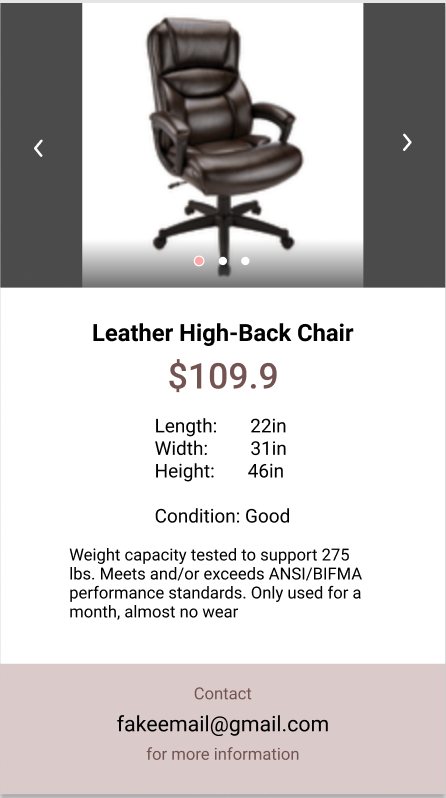 Leather High-Back Chair
$109.9
Length: 22in
Width: 31in
Height: 46in
Condition: Good
Weight capacity tested to support 275
lbs. Meets and/or exceeds ANSI/BIFMA
performance standards. Only used for a
month, almost no wear
Contact
fakeemail@gmail.com
for more information